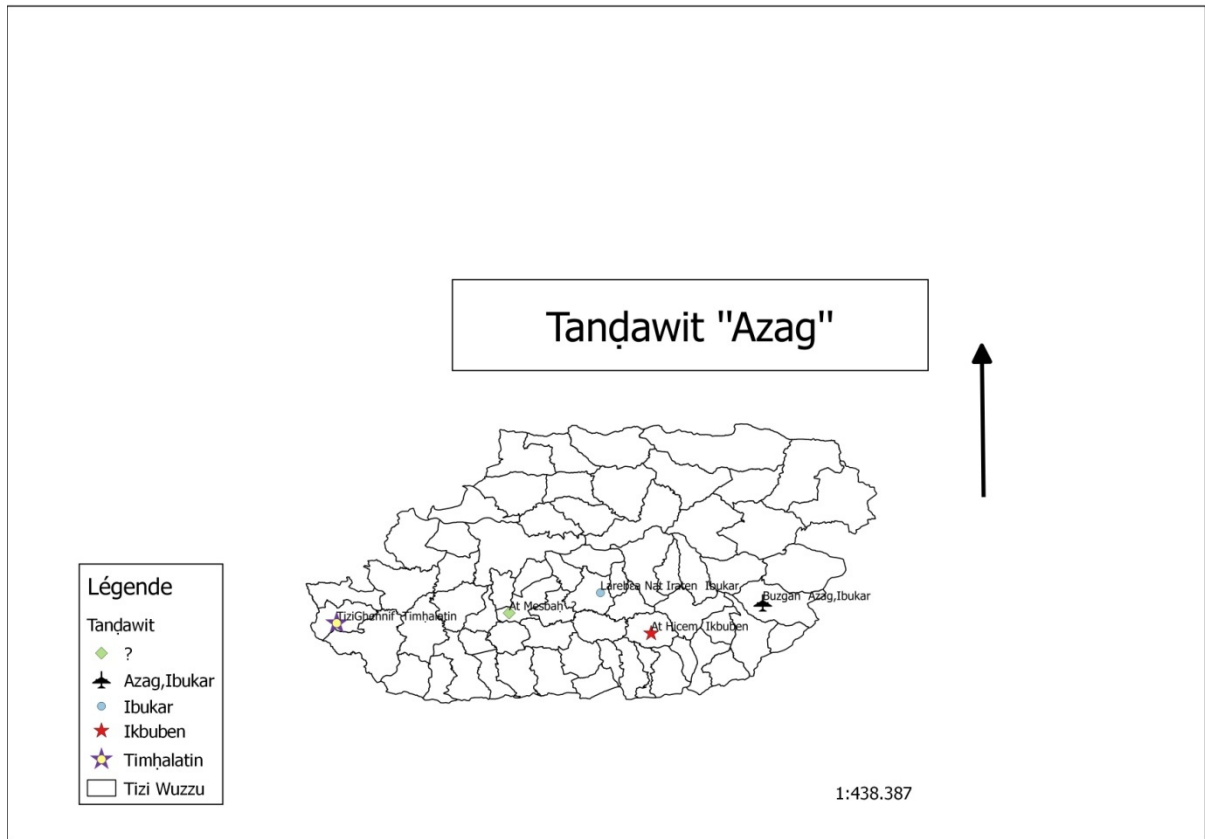 Tanḍawit "Azag"
Larebɛa Nat Iraten Ibukar
Buzgan Azag,Ibukar
At Mesbaḥ ?
TiziGhennif Timḥalatin
At Hicem Ikbuben
Légende
Tanḍawit
?
Azag,Ibukar
Ibukar
Ikbuben
Timḥalatin
Tizi Wuzzu
1:438.387